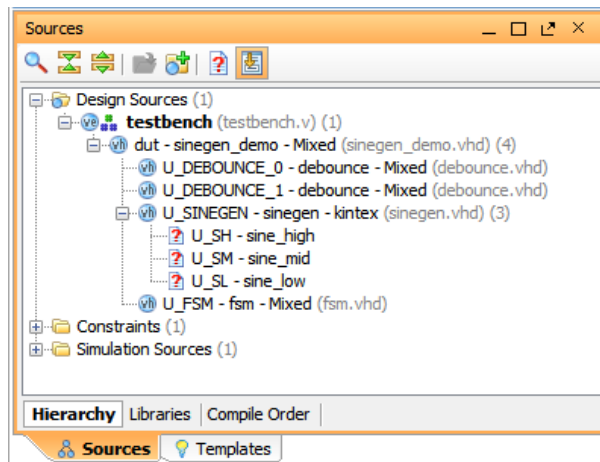 Sources
Design Sources (1)
testbench (testbench.v) (1)
dut - sinegen_demo - Mixed (sinegen_demo.vhd) (4)
U_DEBOUNCE_0 - debounce - Mixed (debounce.vhd)
U_DEBOUNCE_1 - debounce - Mixed (debounce.vhd)
U_SINEGEN - sinegen - kintex (sinegen.vhd) (3)
U_SH - sine_high
U_SM - sine_mid
U_SL - sine_low
U_FSM - fsm - Mixed (fsm.vhd)
Constraints (1)
Simulation Sources (1)
Hierarchy Libraries Compile Order
Sources Templates